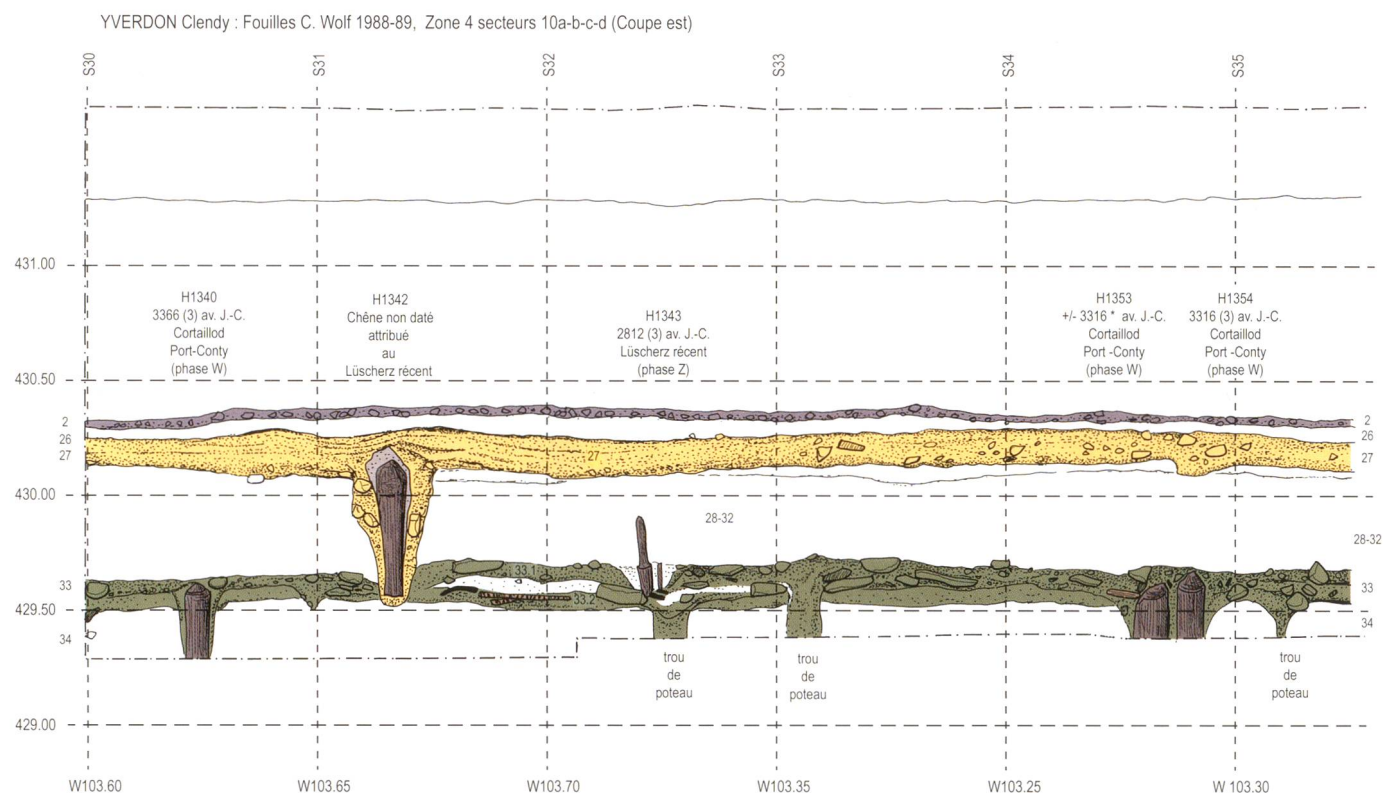 YVERDON Clendy : Fouilles C. Wolf 1988-89, Zone 4 secteurs 10a-b-c-d (Coupe est)
S30
S31
S32
S33
S34
S35
431.00
H1340
3366 (3) av. J.-C.
Cortaillod
Port-Conty
(phase W)
H1342
Chêne non daté
attribué
au
Lüscherz récent
H1343
2812 (3) av. J.-C.
Lüscherz récent
(phase Z)
H1353
+/- 3316 * av. J.-C.
Cortaillod
Port -Conty
(phase W)
H1354
3316 (3) av. J.-C.
Cortaillod
Port -Conty
(phase W)
430.50
2
26
27
27
2
26
27
430.00
28-32
28-32
33
33.1
33.2
33
429.50
34
34
trou
de
poteau
trou
de
poteau
trou
de
poteau
429.00
W103.60
W103.65
W103.70
W103.35
W103.25
W 103.30